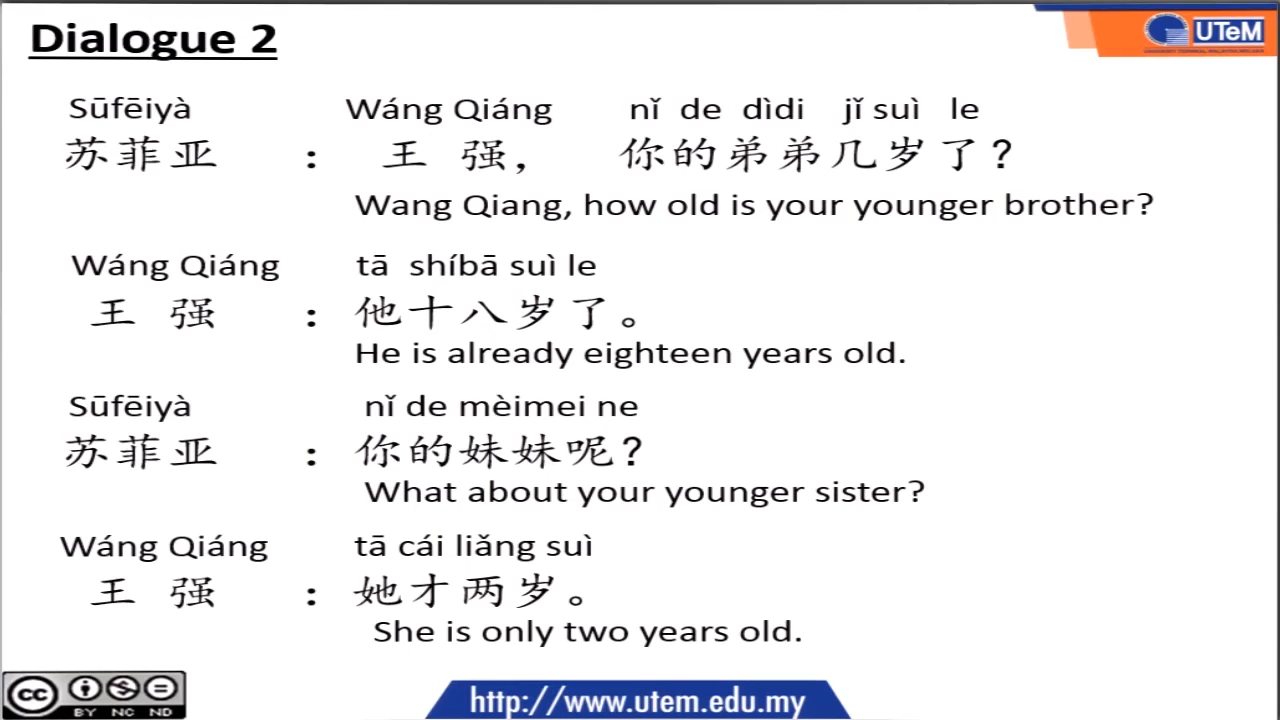 Dialogue 2
UTeM
Sūfēiyà Wáng Qiáng nǐ de dìdi jǐ suì le
苏菲亚 : 王 强， 你的弟弟几岁了?
Wang Qiang, how old is your younger brother?
Wáng Qiáng tā shíbā suì le
王 强 : 他十八岁了。
He is already eighteen years old.
Sūfēiyà nǐ de mèimei ne
苏菲亚 : 你的妹妹呢?
What about your younger sister?
Wáng Qiáng tā cái liǎng suì
王 强 : 她才两岁。
She is only two years old.
cc BY NC ND
http://www.utem.edu.my